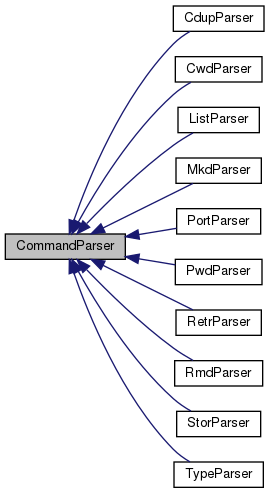 CdupParser
CwdParser
ListParser
MkdParser
PortParser
CommandParser
PwdParser
RetrParser
RmdParser
StorParser
TypeParser